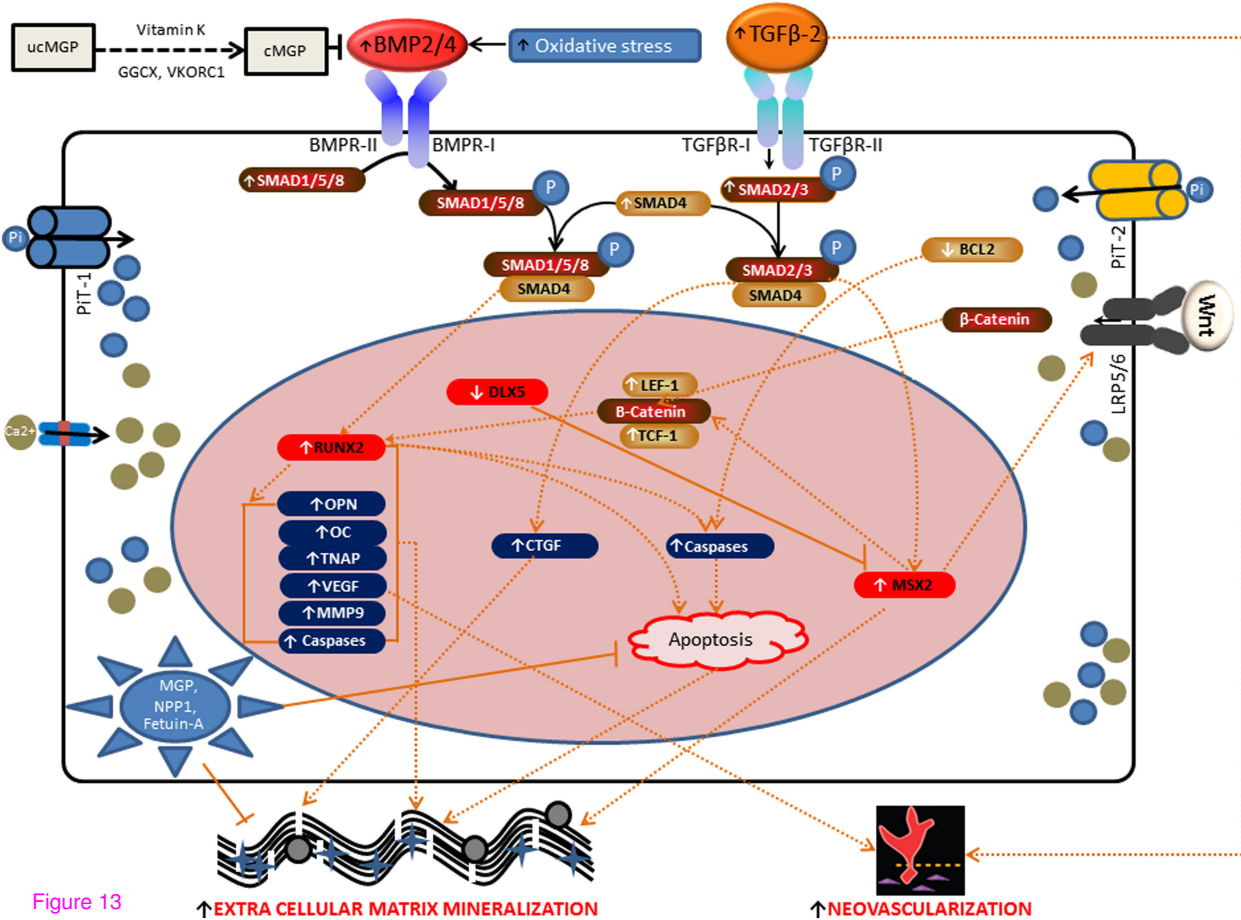 ucMGP
Vitamin K
GGCX, VKORC1
cMGP
↑BMP2/4
↑ Oxidative stress
↑TGFβ-2
BMPR-II
BMPR-I
TGFβR-I
TGFβR-II
↑SMAD1/5/8
SMAD1/5/8
P
↑SMAD4
↑SMAD2/3
P
Pi
PiT-1
Pi
PiT-2
SMAD1/5/8
P
SMAD4
SMAD2/3
P
SMAD4
↓ BCL2
β-Catenin
Wnt
LRP5/6
Ca2+
↓ DLX5
↑LEF-1
B-Catenin
↑TCF-1
↑RUNX2
↑OPN
↑OC
↑TNAP
↑VEGF
↑MMP9
↑ Caspases
↑CTGF
↑Caspases
↑ MSX2
Apoptosis
MGP,
NPP1,
Fetuin-A
Figure 13
↑EXTRA CELLULAR MATRIX MINERALIZATION
↑NEOVASCULARIZATION